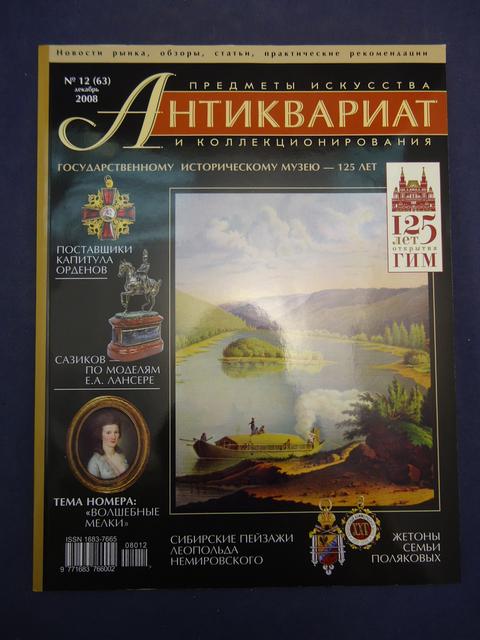 Новости рынка, обзоры, статьи, практические рекомендации
№ 12 (63)
декабрь
2008
ПРЕДМЕТЫ ИСКУССТВА
АНТИКВАРИАТ
И КОЛЛЕКЦИОНИРОВАНИЯ
ГОСУДАРСТВЕННОМУ ИСТОРИЧЕСКОМУ МУЗЕЮ — 125 ЛЕТ
125
лет
открытия
ГИМ
ПОСТАВЩИКИ
КАПИТУЛА
ОРДЕНОВ
САЗИКОВ
ПО МОДЕЛЯМ
Е.А. ЛАНСЕРЕ
ТЕМА НОМЕРА:
«ВОЛШЕБНЫЕ
МЕЛКИ»
ISSN 1683-7665
08012
9 771683 766002
СИБИРСКИЕ ПЕЙЗАЖИ
ЛЕОПОЛЬДА
НЕМИРОВСКОГО
ЖЕТОНЫ
СЕМЬИ
ПОЛЯКОВЫХ